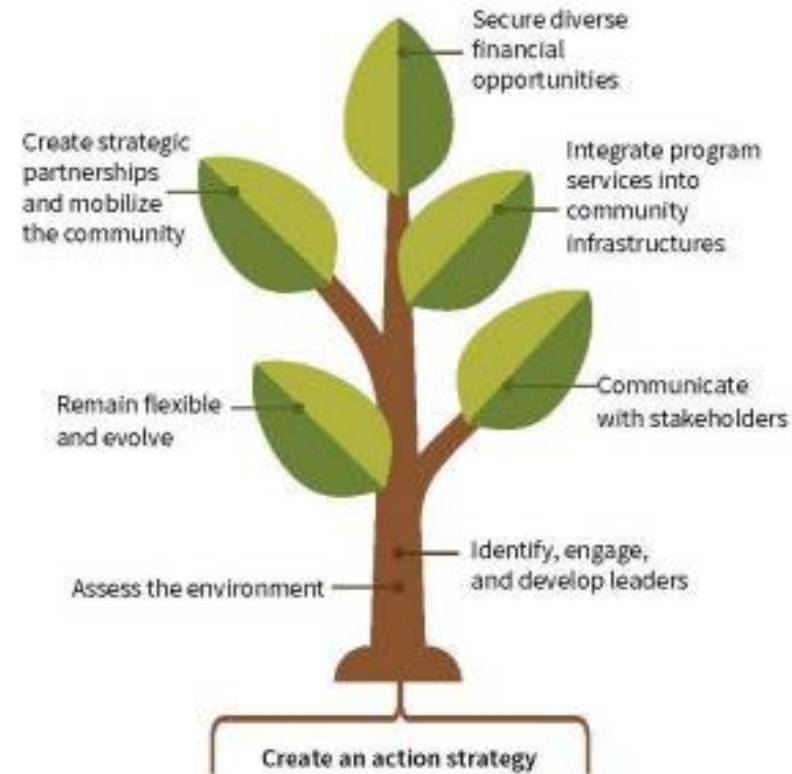 Secure diverse
financial
opportunities
Create strategic
partnerships
and mobilize
the community
Integrate program
services into
community
infrastructures
Remain flexible
and evolve
Communicate
with stakeholders
Identify, engage,
and develop leaders
Assess the environment
Create an action strategy